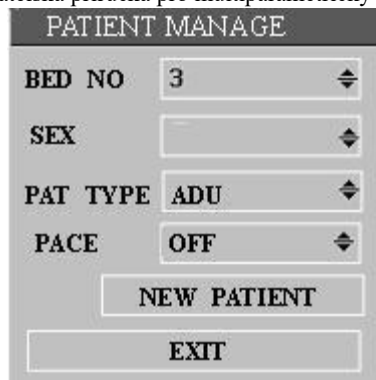 PATIENT MANAGE
BED NO 3
SEX
PAT TYPE ADU
PACE OFF
NEW PATIENT
EXIT